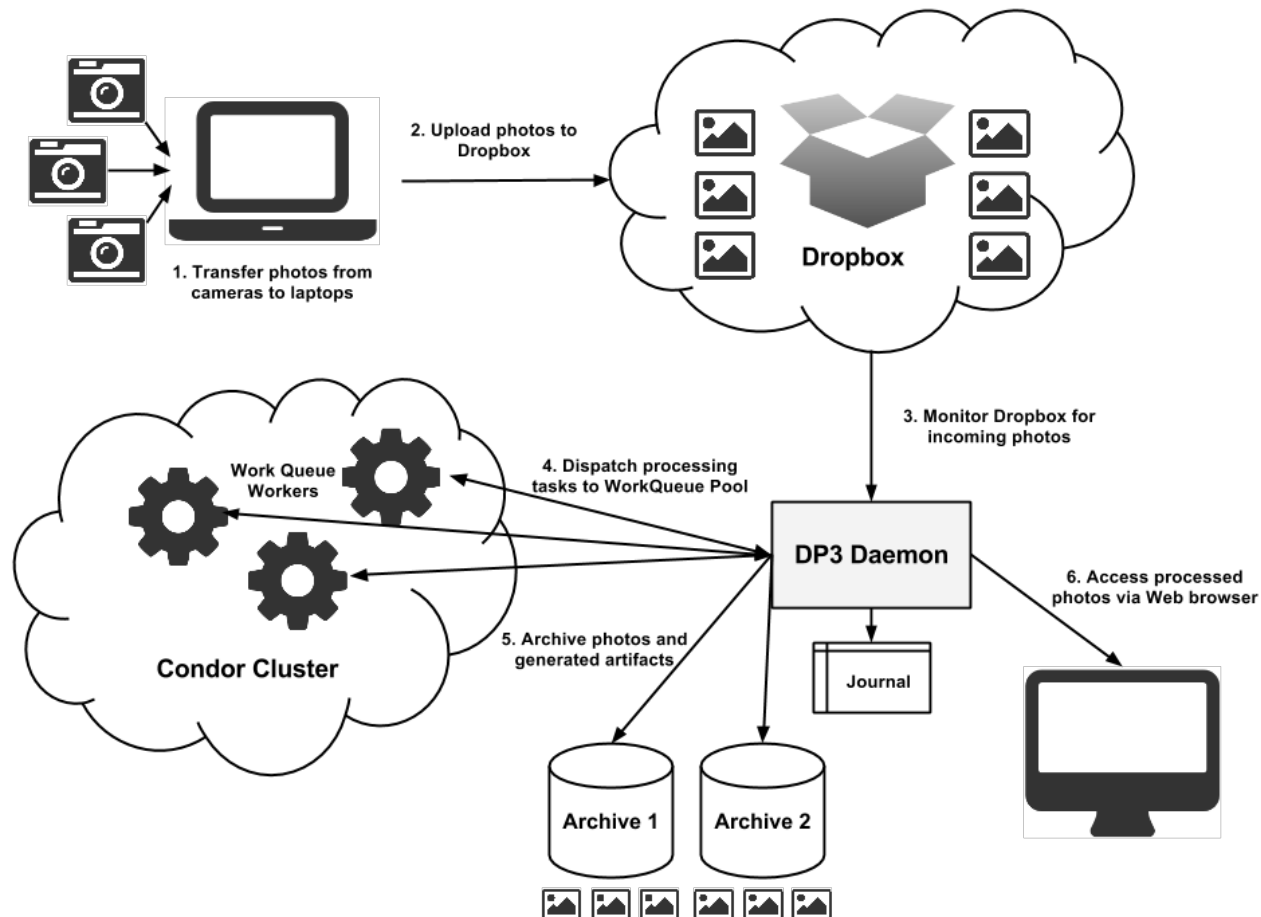 2. Upload photos to
Dropbox
Dropbox
1. Transfer photos from
cameras to laptops
3. Monitor Dropbox for
incoming photos
Work Queue
Workers
4. Dispatch processing
tasks to WorkQueue Pool
DP3 Daemon
6. Access processed
photos via Web browser
5. Archive photos and
generated artifacts
Condor Cluster
Journal
Archive 1
Archive 2